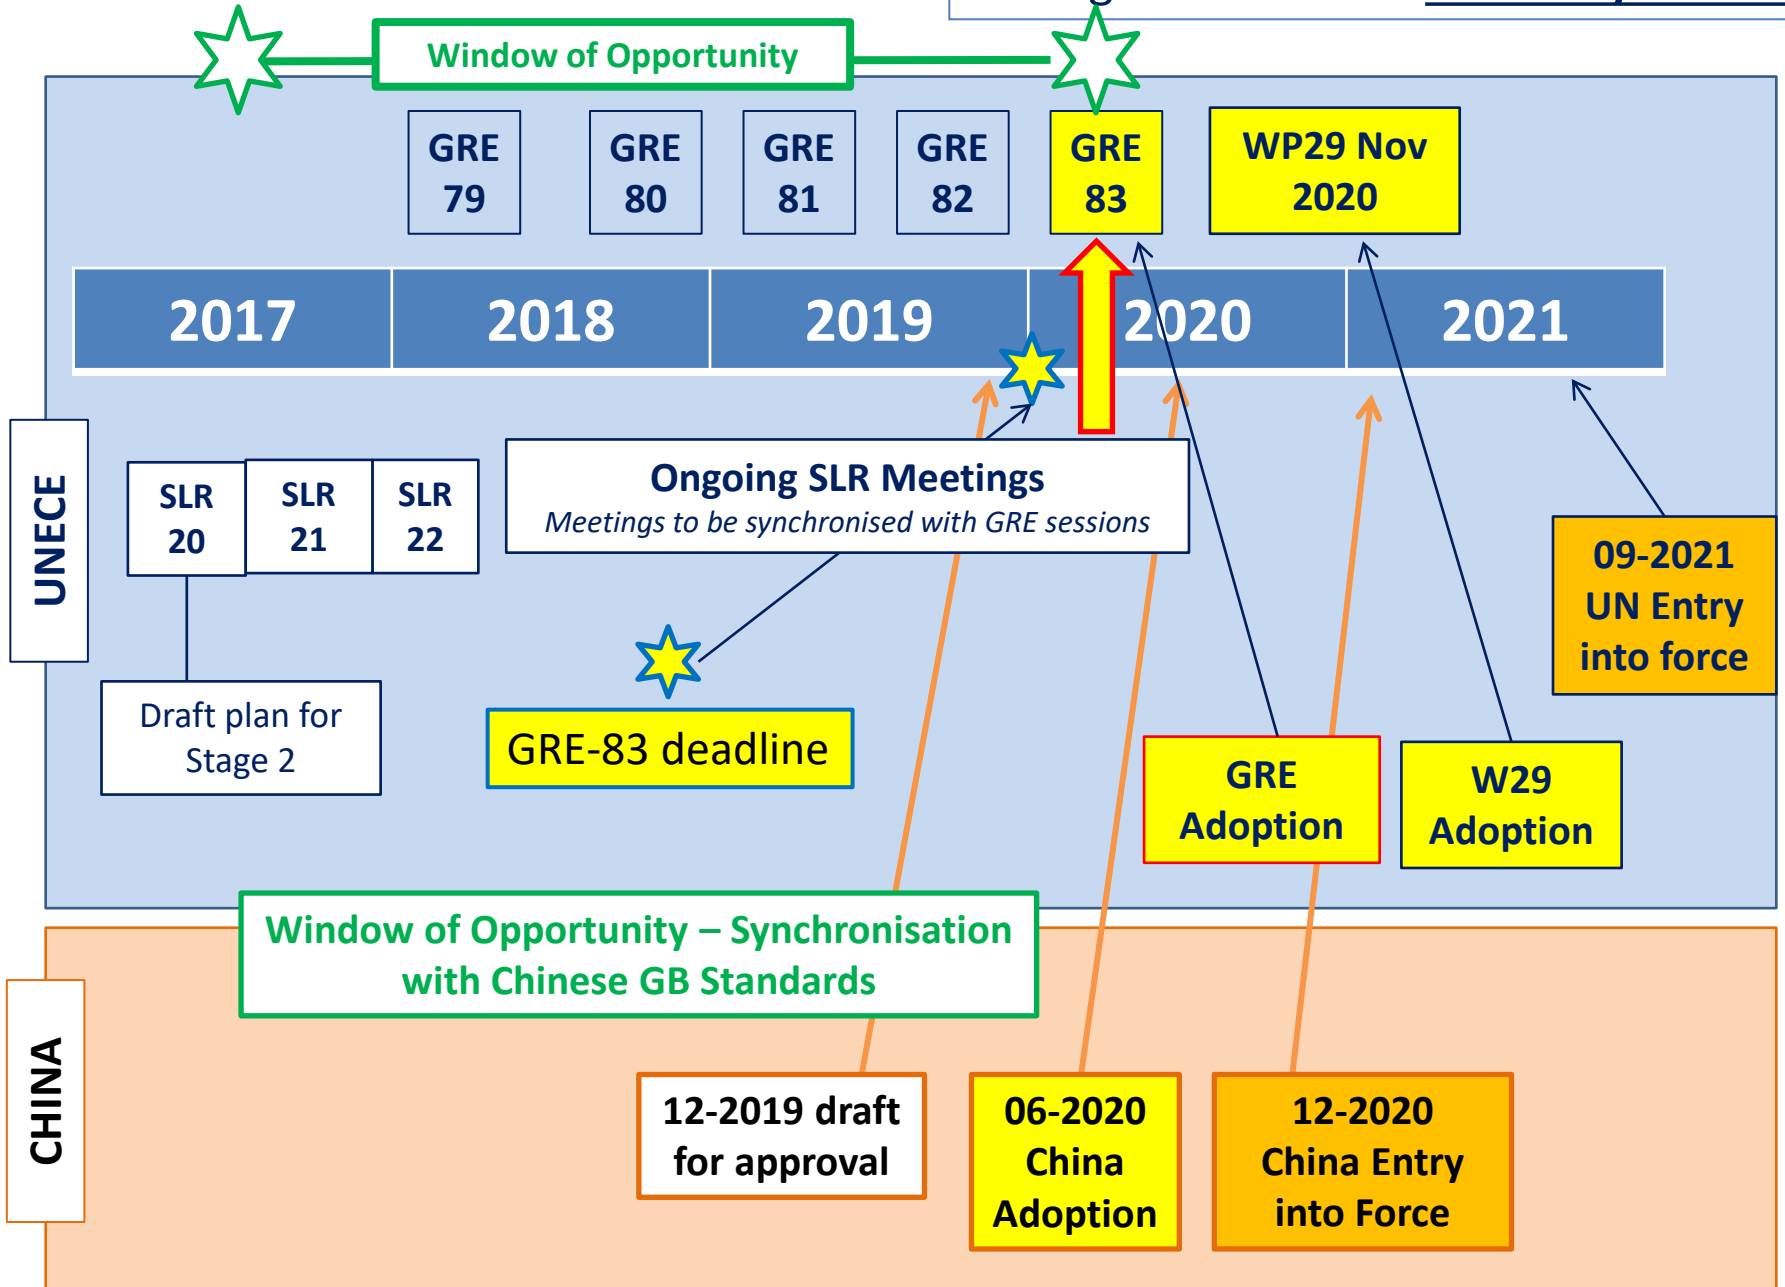 Window of Opportunity
GRE
79
GRE
80
GRE
81
GRE
82
GRE
83
WP29 Nov
2020
2017
2018
2019
2020
2021
UNECE
SLR
20
SLR
21
SLR
22
Ongoing SLR Meetings
Meetings to be synchronised with GRE sessions
09-2021
UN Entry
into force
Draft plan for
Stage 2
GRE-83 deadline
GRE
Adoption
W29
Adoption
Window of Opportunity – Synchronisation
with Chinese GB Standards
CHINA
12-2019 draft
for approval
06-2020
China
Adoption
12-2020
China Entry
into Force